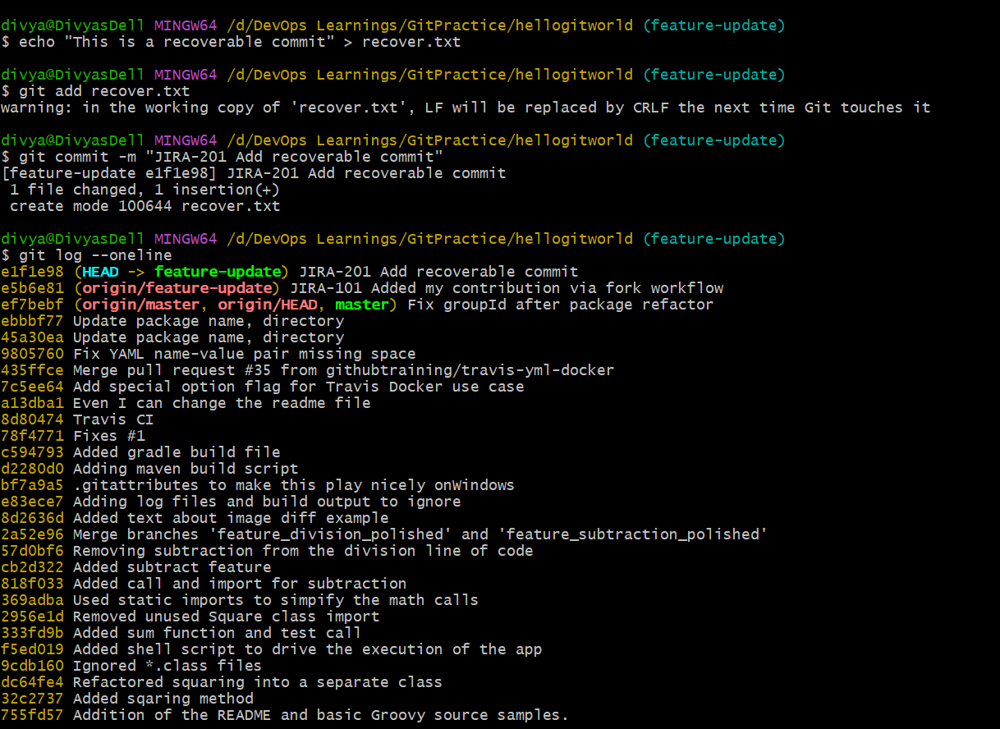 divya@DivyasDell MINGW64 /d/DevOps Learnings/GitPractice/hellogitworld (feature-update)
$ echo "This is a recoverable commit" > recover.txt
divya@DivyasDell MINGW64 /d/DevOps Learnings/GitPractice/hellogitworld (feature-update)
$ git add recover.txt
warning: in the working copy of 'recover.txt', LF will be replaced by CRLF the next time Git touches it
divya@DivyasDell MINGW64 /d/DevOps Learnings/GitPractice/hellogitworld (feature-update)
$ git commit -m "JIRA-201 Add recoverable commit"
[feature-update e1f1e98] JIRA-201 Add recoverable commit
 1 file changed, 1 insertion(+)
 create mode 100644 recover.txt
divya@DivyasDell MINGW64 /d/DevOps Learnings/GitPractice/hellogitworld (feature-update)
$ git log --oneline
e1f1e98 (HEAD -> feature-update) JIRA-201 Add recoverable commit
e5b6e81 (origin/feature-update) JIRA-101 Added my contribution via fork workflow
ef7bebf (origin/master, origin/HEAD, master) Fix groupId after package refactor
ebbbf77 Update package name, directory
45a30ea Update package name, directory
9805760 Fix YAML name-value pair missing space
435ffce Merge pull request #35 from githubtraining/travis-yml-docker
7c5ee64 Add special option flag for Travis Docker use case
a13dba1 Even I can change the readme file
8d80474 Travis CI
78f4771 Fixes #1
c594793 Added gradle build file
d2280d0 Adding maven build script
bf7a9a5 .gitattributes to make this play nicely onWindows
e83ece7 Adding log files and build output to ignore
8d2636d Added text about image diff example
2a52e96 Merge branches 'feature_division_polished' and 'feature_subtraction_polished'
57d0bf6 Removing subtraction from the division line of code
cb2d322 Added subtract feature
818f033 Added call and import for subtraction
369adba Used static imports to simpify the math calls
2956e1d Removed unused Square class import
333fd9b Added sum function and test call
f5ed019 Added shell script to drive the execution of the app
9cdb160 Ignored *.class files
dc64fe4 Refactored squaring into a separate class
32c2737 Added sqaring method
755fd57 Addition of the README and basic Groovy source samples.